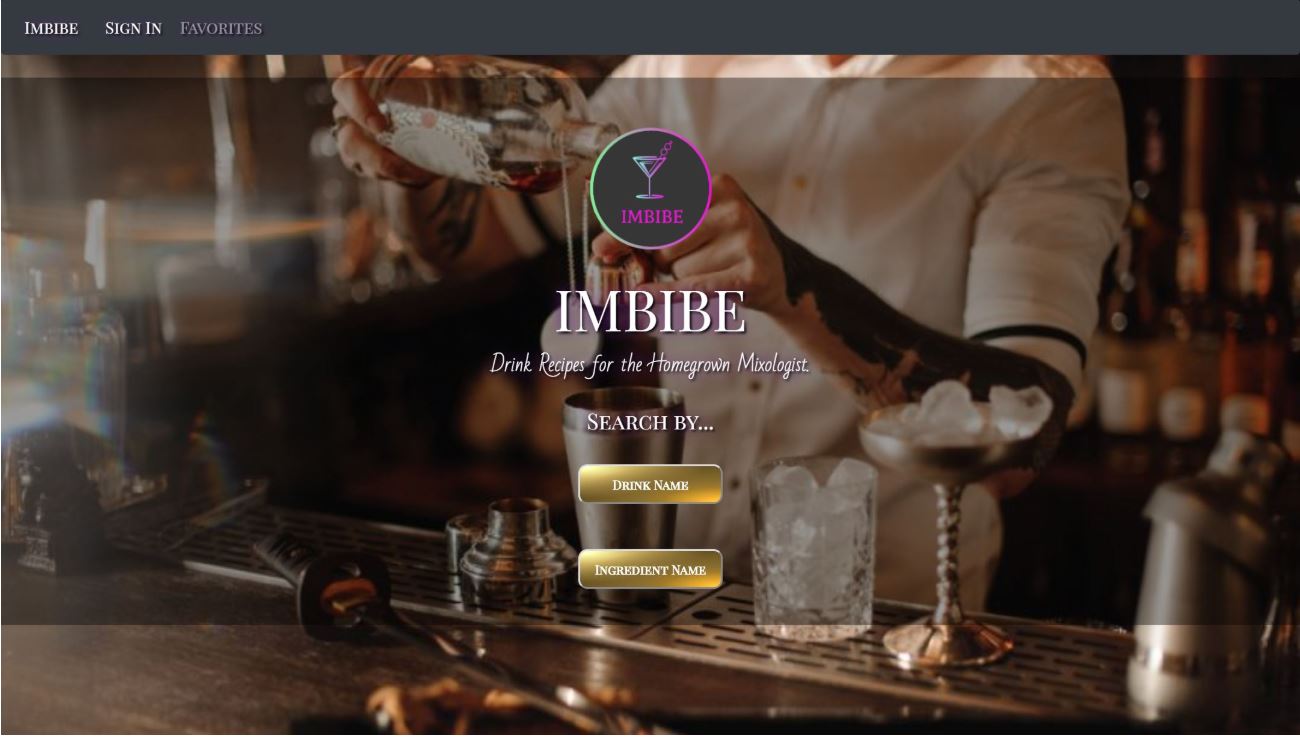 Imbibe Sign In Favorites
IMBIBE
IMBIBE
Drink Recipes for the Homegrown Mixologist.
Search by...
Drink Name
Ingredient Name